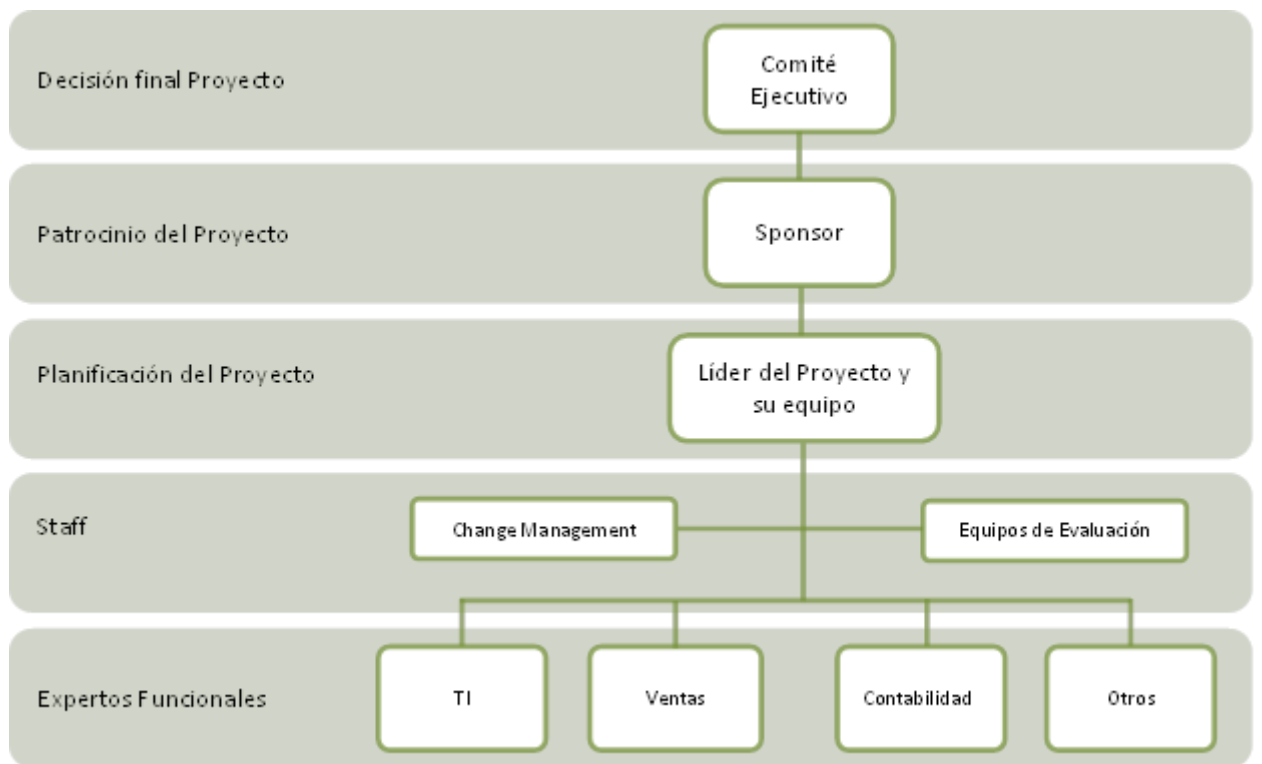 Decisión final Proyecto
Comité
Ejecutivo
Patrocinio del Proyecto
Sponsor
Planificación del Proyecto
Líder del Proyecto y
su equipo
Staff
Change Management
Equipos de Evaluación
Expertos Funcionales
TI
Ventas
Contabilidad
Otros